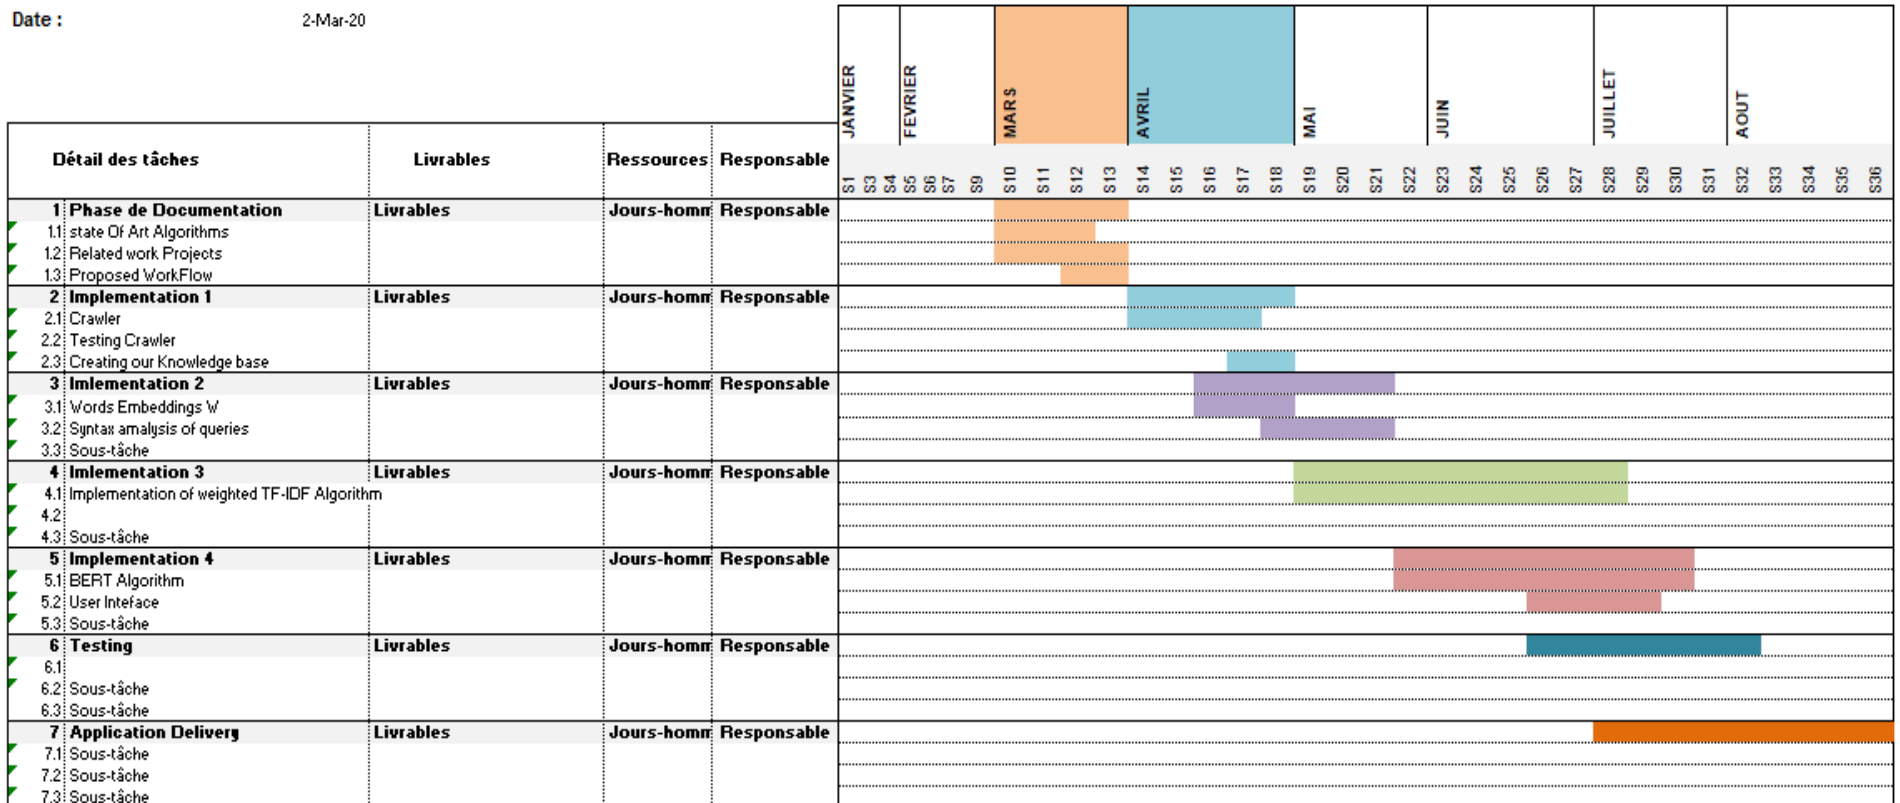 Date : 2-Mar-20
JANVIER FEVRIER MARS AVRIL MAI JUIN JUILLET AOUT
Détail des tâches Livrables Ressources Responsable
S1 S3 S4 S5 S6 S7 S9 S10 S11 S12 S13 S14 S15 S16 S17 S18 S19 S20 S21 S22 S23 S24 S25 S26 S27 S28 S29 S30 S31 S32 S33 S34 S35 S36
1 Phase de Documentation Livrables Jours-homm Responsable
1.1 state Of Art Algorithms
1.2 Related work Projects
1.3 Proposed WorkFlow
2 Implementation 1 Livrables Jours-homm Responsable
2.1 Crawler
2.2 Testing Crawler
2.3 Creating our Knowledge base
3 Imlementation 2 Livrables Jours-homm Responsable
3.1 Words Embeddings W
3.2 Syntax amalysis of queries
3.3 Sous-tâche
4 Imlementation 3 Livrables Jours-homm Responsable
4.1 Implementation of weighted TF-IDF Algorithm
4.2
4.3 Sous-tâche
5 Implementation 4 Livrables Jours-homm Responsable
5.1 BERT Algorithm
5.2 User Inteface
5.3 Sous-tâche
6 Testing Livrables Jours-homm Responsable
6.1
6.2 Sous-tâche
6.3 Sous-tâche
7 Application Delivery Livrables Jours-homm Responsable
7.1 Sous-tâche
7.2 Sous-tâche
7.3 Sous-tâche